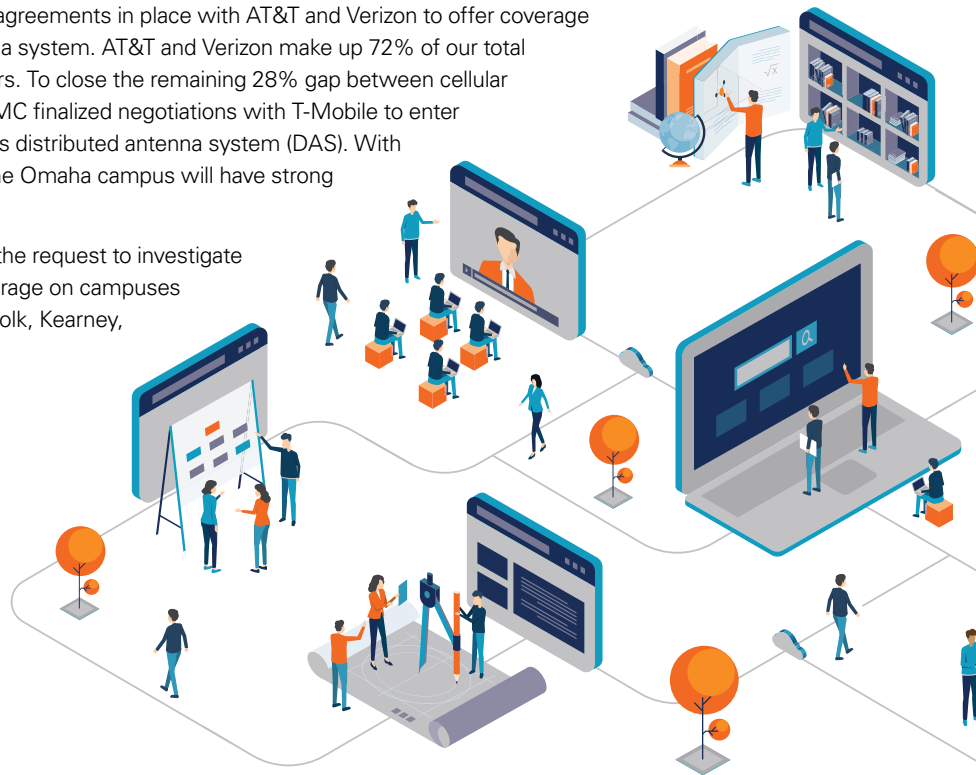 agreements in place with AT&T and Verizon to offer coverage
a system. AT&T and Verizon make up 72% of our total
rs. To close the remaining 28% gap between cellular
MC finalized negotiations with T-Mobile to enter
s distributed antenna system (DAS). With
ne Omaha campus will have strong
the request to investigate
rage on campuses
olk, Kearney,
√x